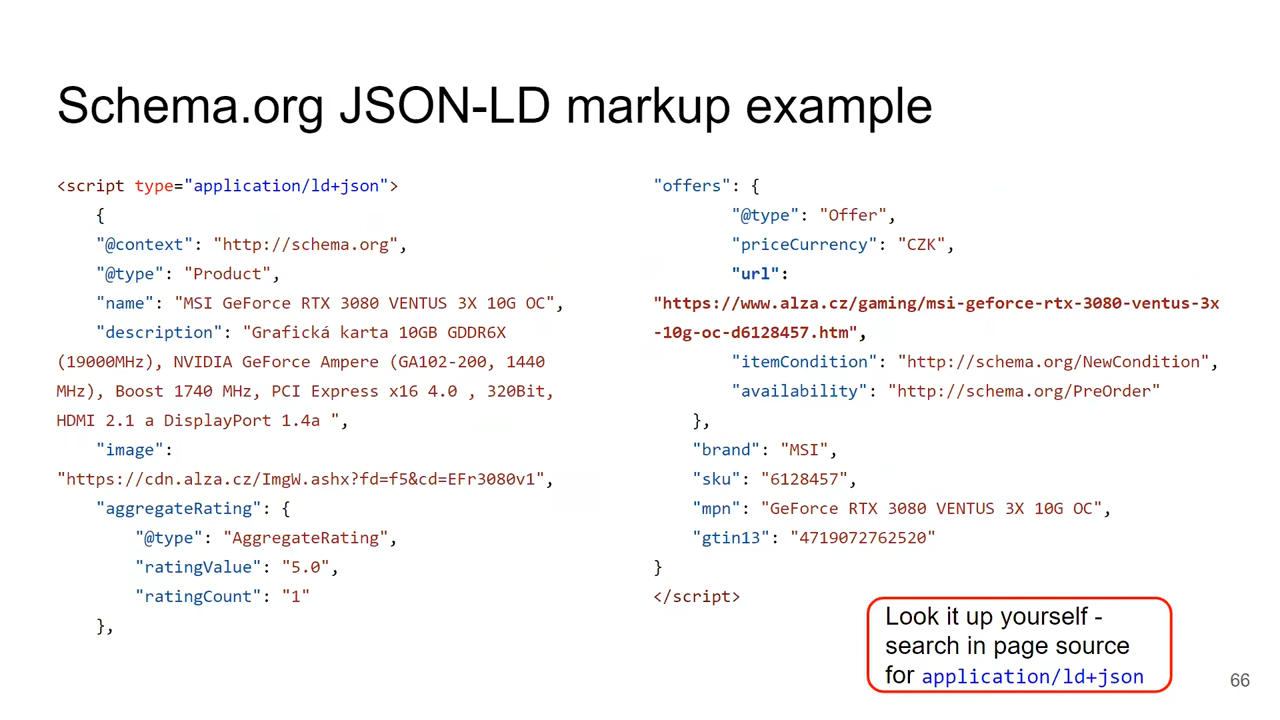 Schema.org JSON-LD markup example
<script type="application/ld+json">
{
"@context": "http://schema.org",
"@type": "Product",
"name": "MSI GeForce RTX 3080 VENTUS 3X 10G OC",
"description": "Grafická karta 10GB GDDR6X
(19000MHz), NVIDIA GeForce Ampere (GA102-200, 1440
MHz), Boost 1740 MHz, PCI Express x16 4.0 , 320Bit,
HDMI 2.1 a DisplayPort 1.4a ",
"image":
"https://cdn.alza.cz/ImgW.ashx?fd=f5&cd=EFr3080v1",
"aggregateRating": {
"@type": "AggregateRating",
"ratingValue": "5.0",
"ratingCount": "1"
},
"offers": {
"@type": "Offer",
"priceCurrency": "CZK",
"url":
"https://www.alza.cz/gaming/msi-geforce-rtx-3080-ventus-3x
-10g-oc-d6128457.htm",
"itemCondition": "http://schema.org/NewCondition",
"availability": "http://schema.org/PreOrder"
},
"brand": "MSI",
"sku": "6128457",
"mpn": "GeForce RTX 3080 VENTUS 3X 10G OC",
"gtin13": "4719072762520"
}
</script>
Look it up yourself -
search in page source
for application/ld+json
66